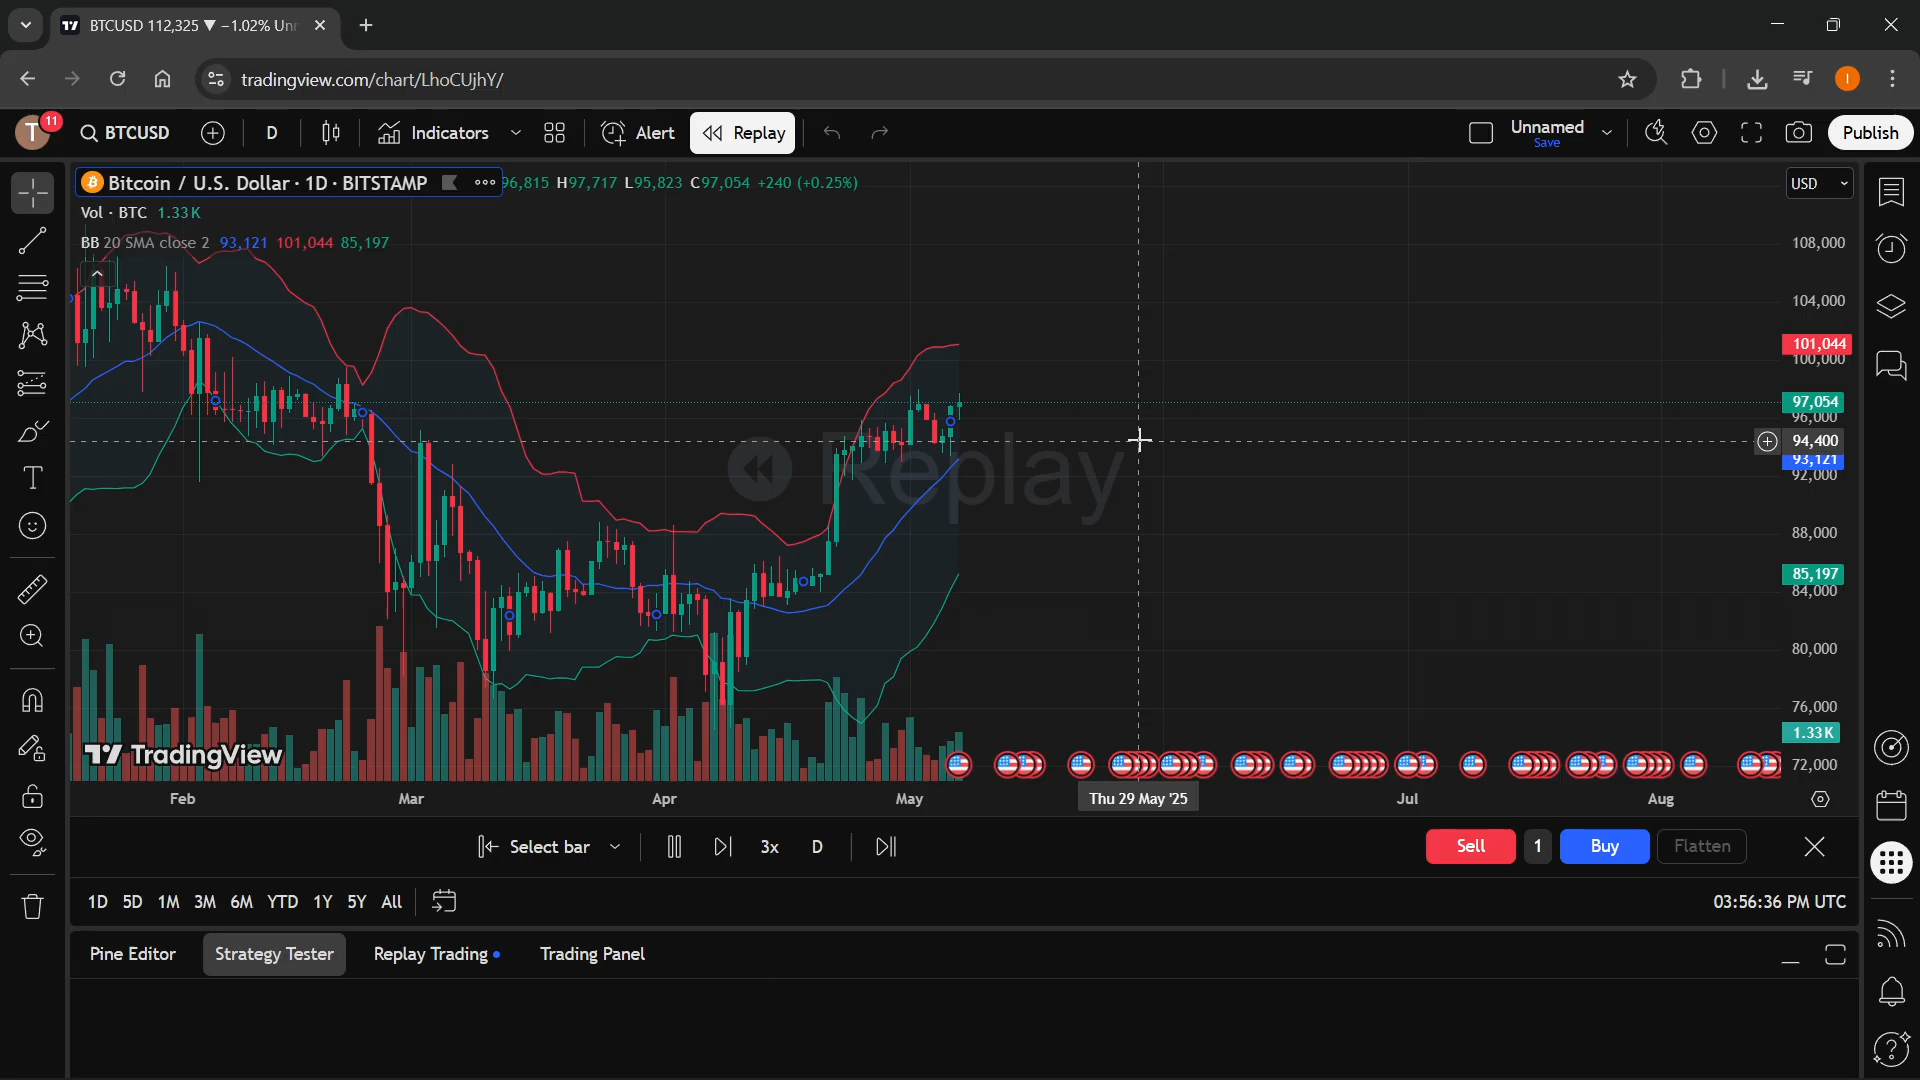 BTCUSD 112,325 ▼ −1.02% Unn
tradingview.com/chart/LhoCUjhY/
I
T
11
BTCUSD
D
Indicators
Alert
Replay
Unnamed
Save
Publish
Bitcoin / U.S. Dollar · 1D · BITSTAMP
96,815 H97,717 L95,823 C97,054 +240 (+0.25%)
USD
Vol · BTC 1.33K
BB 20 SMA close 2 93,121 101,044 85,197
108,000
104,000
101,044
100,000
97,054
96,000
94,400
93,121
92,000
88,000
85,197
84,000
80,000
76,000
1.33K
72,000
Replay
TradingView
Feb
Mar
Apr
May
Thu 29 May '25
Jul
Aug
Select bar
3x
D
Sell
1
Buy
Flatten
1D 5D 1M 3M 6M YTD 1Y 5Y All
03:56:36 PM UTC
Pine Editor
Strategy Tester
Replay Trading
Trading Panel